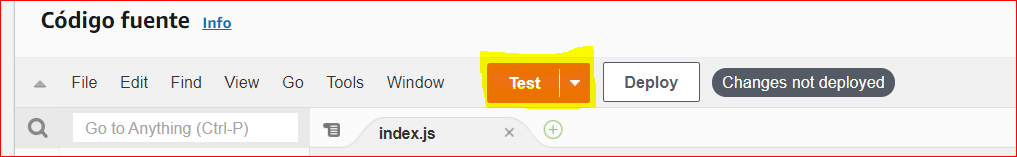 Código fuente Info
File Edit Find View Go Tools Window Test Deploy Changes not deployed
Go to Anything (Ctrl-P) index.js